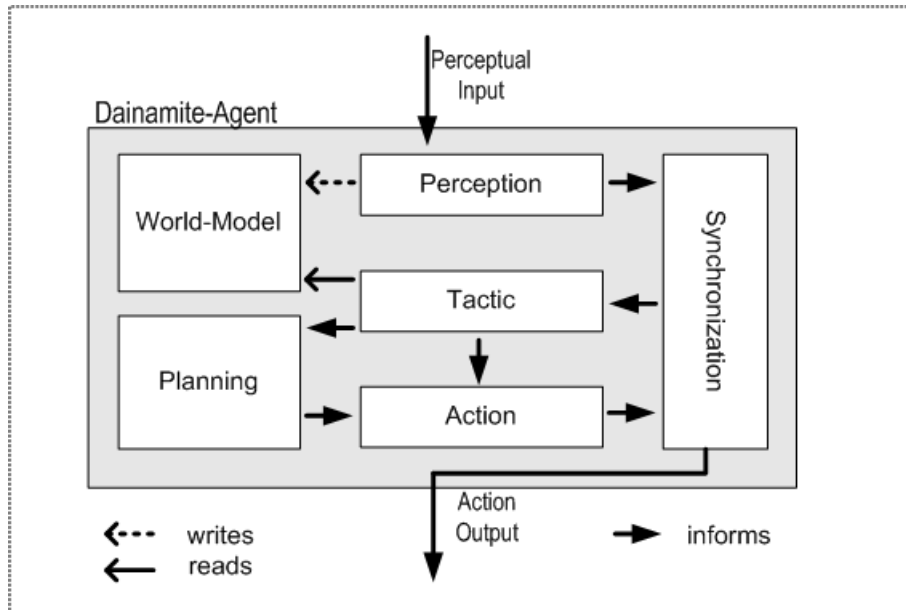 Perceptual
Input
Dainamite-Agent
Perception
World-Model
Synchronization
Tactic
Planning
Action
Action
Output
writes
informs
reads